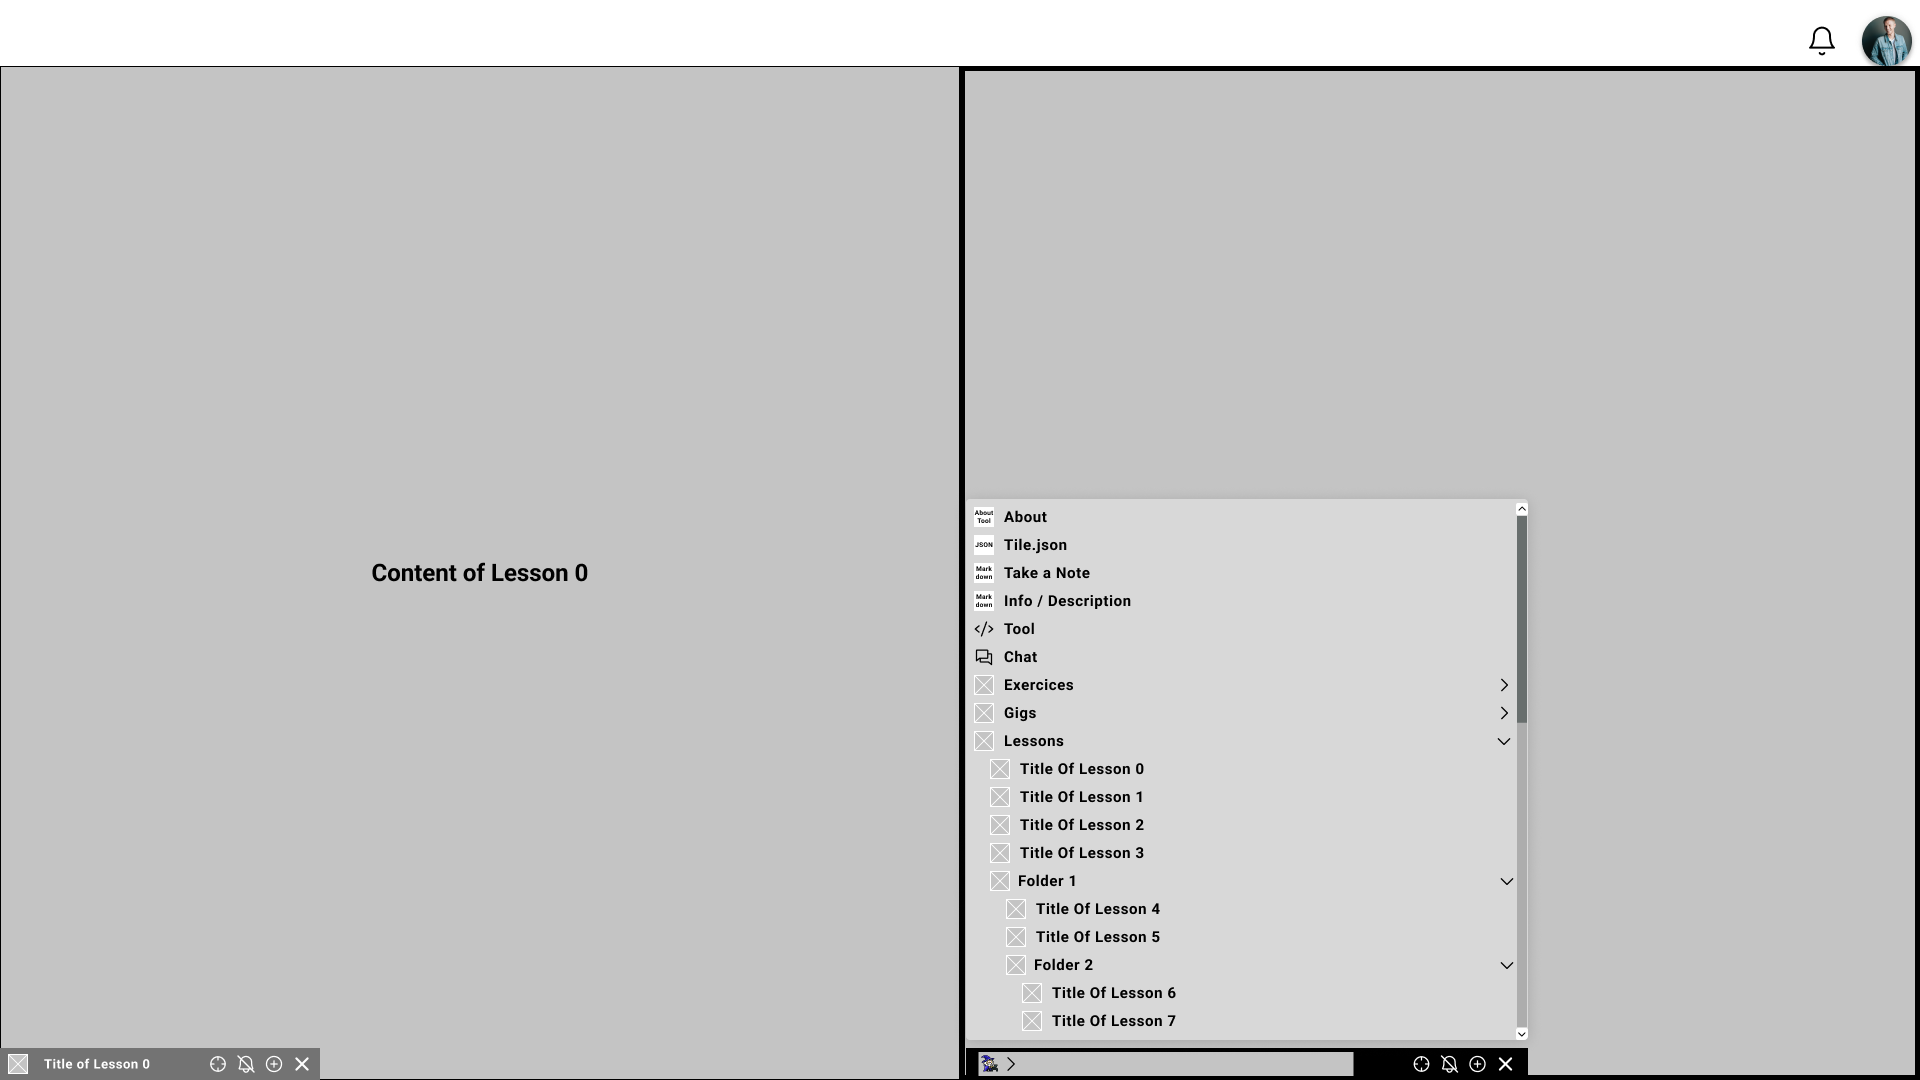 Content of Lesson 0
Title of Lesson 0
About
Tool
About
JSON
Tile.json
Mark
down
Take a Note
Mark
down
Info / Description
</> Tool
Chat
Exercices
Gigs
Lessons
Title Of Lesson 0
Title Of Lesson 1
Title Of Lesson 2
Title Of Lesson 3
Folder 1
Title Of Lesson 4
Title Of Lesson 5
Folder 2
Title Of Lesson 6
Title Of Lesson 7